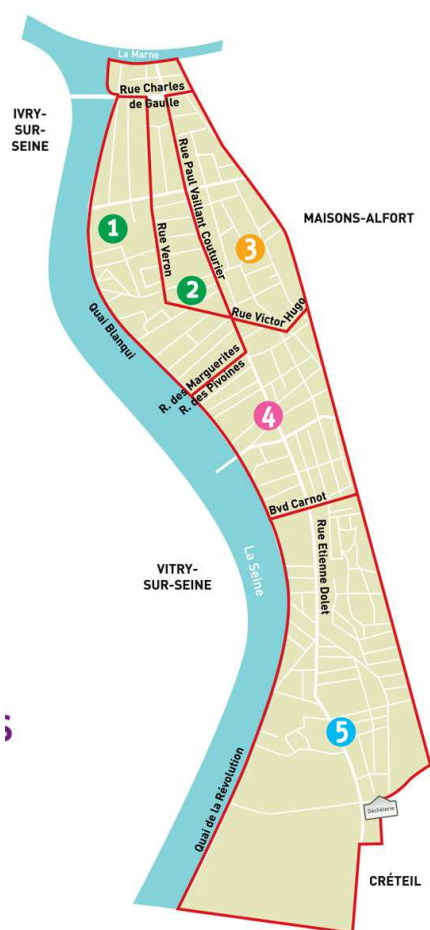 La Marne
Rue Charles
de Gaulle
IVRY-
SUR-
SEINE
Rue Paul Vaillant Couturier
MAISONS-ALFORT
1
3
Rue Veron
2
Rue Victor Hugo
Quai Blanqui
R. des Marguerites
R. des Pivoines
4
Bvd Carnot
Rue Etienne Dolet
La Seine
VITRY-
SUR-SEINE
s
5
Quai de la Révolution
Déchèterie
CRÉTEIL